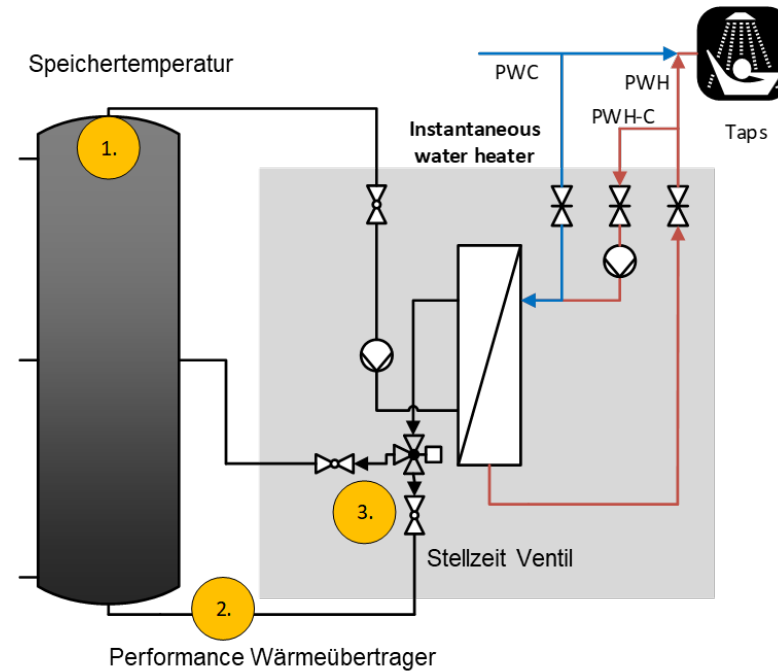 Speichertemperatur
1.
PWC
PWH
PWH-C
Taps
Instantaneous
water heater
3.
Stellzeit Ventil
2.
Performance Wärmeübertrager